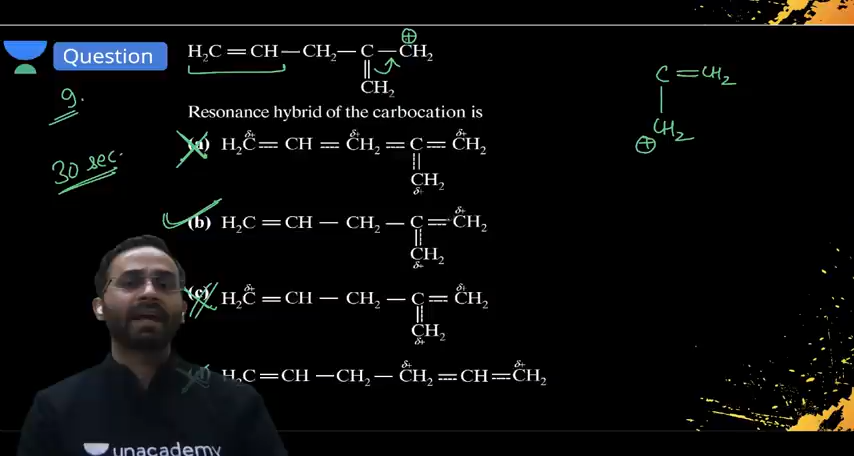 Question
9.
30 sec.
H₂C = CH — CH₂ — C — CH₂
⊕
||
CH₂
Resonance hybrid of the carbocation is
(a) H₂C === CH === CH₂ === C === CH₂
δ+ δ+ δ+
CH₂
δ+
(b) H₂C = CH — CH₂ — C === CH₂
δ+
CH₂
δ+
(c) H₂C = CH — CH₂ — C === CH₂
δ+ δ+
CH₂
δ+
H₂C = CH — CH₂ — CH₂ === CH === CH₂
δ+ δ+
C = CH₂
|
CH₂
⊕
unacademy